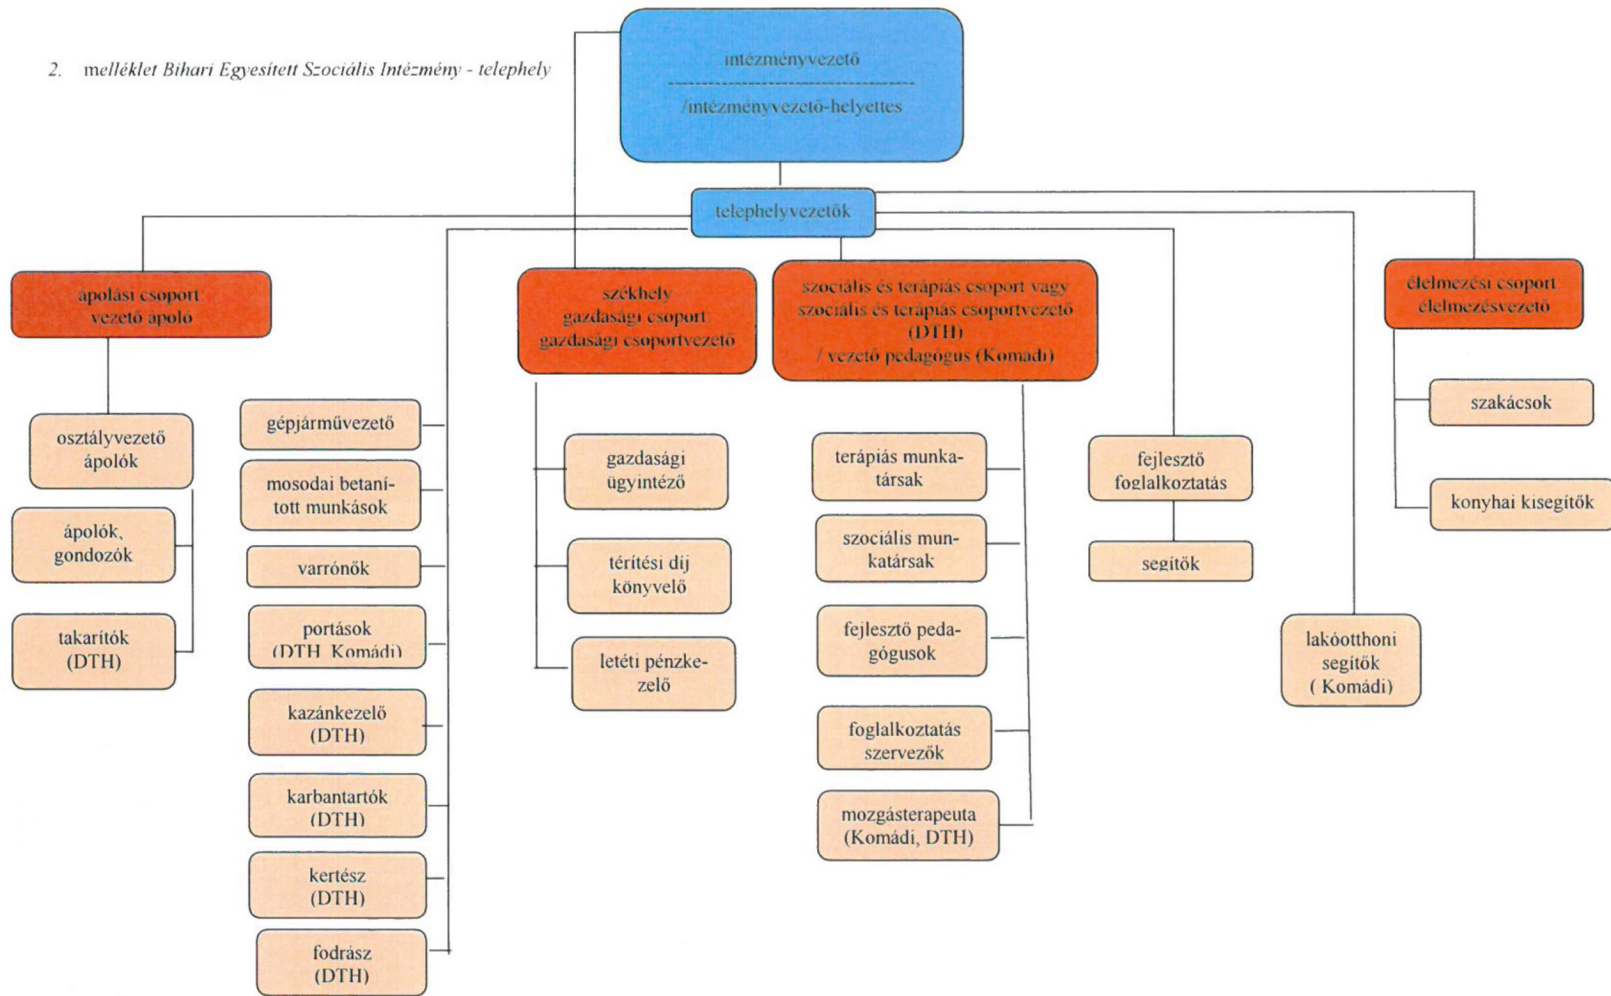 2. melléklet Bihari Egyesített Szociális Intézmény - telephely
intézményvezető
/intézményvezető-helyettes
telephelyvezetők
ápolási csoport
vezető ápoló
székhely
gazdasági csoport
gazdasági csoportvezető
szociális és terápiás csoport vagy
szociális és terápiás csoportvezető
(DTH)
/ vezető pedagógus (Komádi)
élelmezési csoport
élelmezésvezető
osztályvezető
ápolók
ápolók,
gondozók
takarítók
(DTH)
gépjárművezető
mosodai betaní-
tott munkások
varrónők
portások
(DTH, Komádi)
kazánkezelő
(DTH)
karbantartók
(DTH)
kertész
(DTH)
fodrász
(DTH)
gazdasági
ügyintéző
térítési díj
könyvelő
letéti pénzke-
zelő
terápiás munka-
társak
szociális mun-
katársak
fejlesztő peda-
gógusok
foglalkoztatás
szervezők
mozgásterapeuta
(Komádi, DTH)
fejlesztő
foglalkoztatás
segítők
lakóotthoni
segítők
( Komádi)
szakácsok
konyhai kisegítők